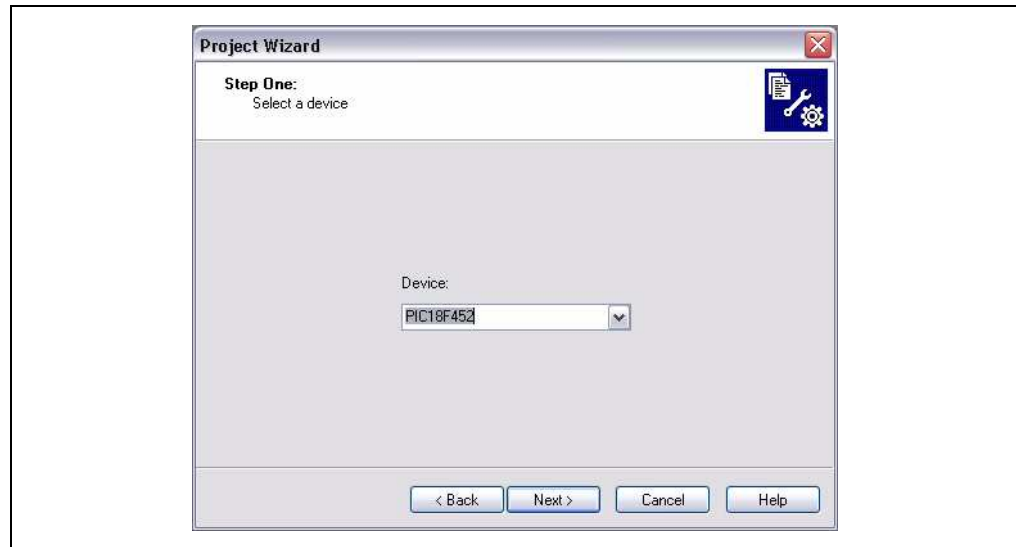 Project Wizard
Step One:
Select a device
Device:
PIC18F452
< Back Next > Cancel Help